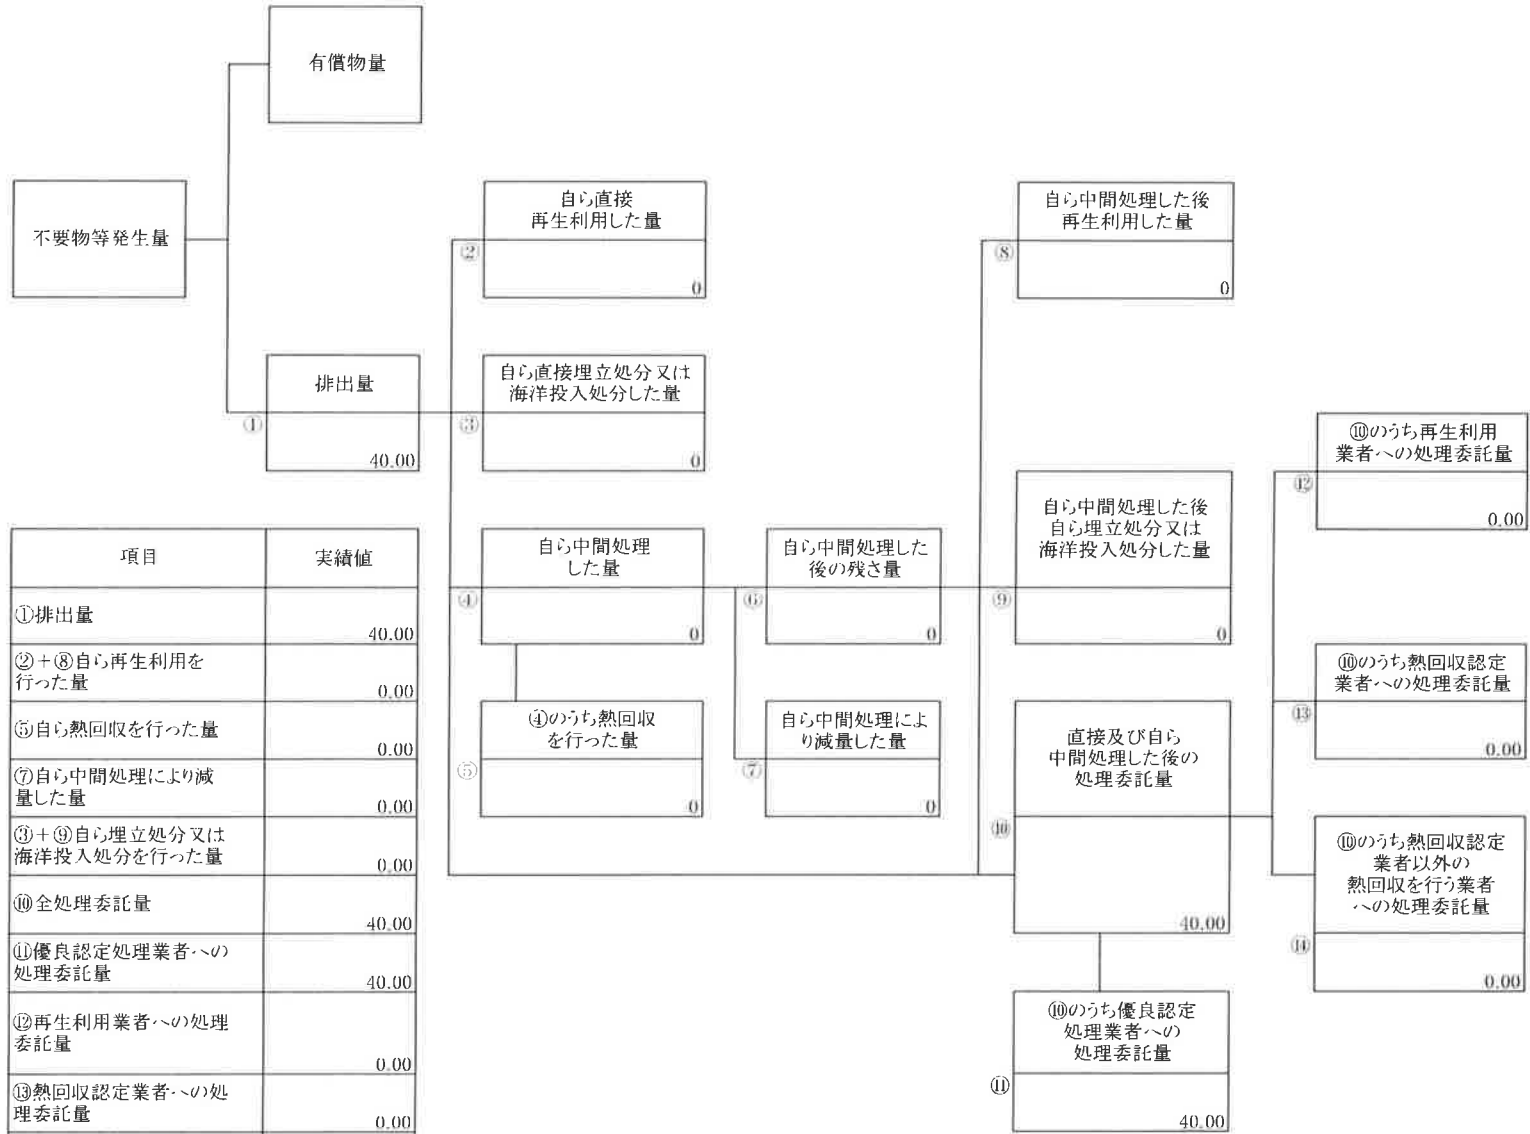 有償物量
不要物等発生量
自ら直接
再生利用した量
②
0
自ら中間処理した後
再生利用した量
⑧
0
排出量
①
40.00
自ら直接埋立処分又は
海洋投入処分した量
③
0
自ら中間処理
した量
④
0
自ら中間処理した
後の残さ量
⑥
0
自ら中間処理した後
自ら埋立処分又は
海洋投入処分した量
⑨
0
④のうち熱回収
を行った量
⑤
0
自ら中間処理によ
り減量した量
⑦
0
直接及び自ら
中間処理した後の
処理委託量
⑩
40.00
⑩のうち優良認定
処理業者への
処理委託量
⑪
40.00
⑩のうち再生利用
業者への処理委託量
⑫
0.00
⑩のうち熱回収認定
業者への処理委託量
⑬
0.00
⑩のうち熱回収認定
業者以外の
熱回収を行う業者
への処理委託量
⑭
0.00
項目 実績値
①排出量
40.00
②+⑧自ら再生利用を
行った量
0.00
⑤自ら熱回収を行った量
0.00
⑦自ら中間処理により減
量した量
0.00
③+⑨自ら埋立処分又は
海洋投入処分を行った量
0.00
⑩全処理委託量
40.00
⑪優良認定処理業者への
処理委託量
40.00
⑫再生利用業者への処理
委託量
0.00
⑬熱回収認定業者への処
理委託量
0.00